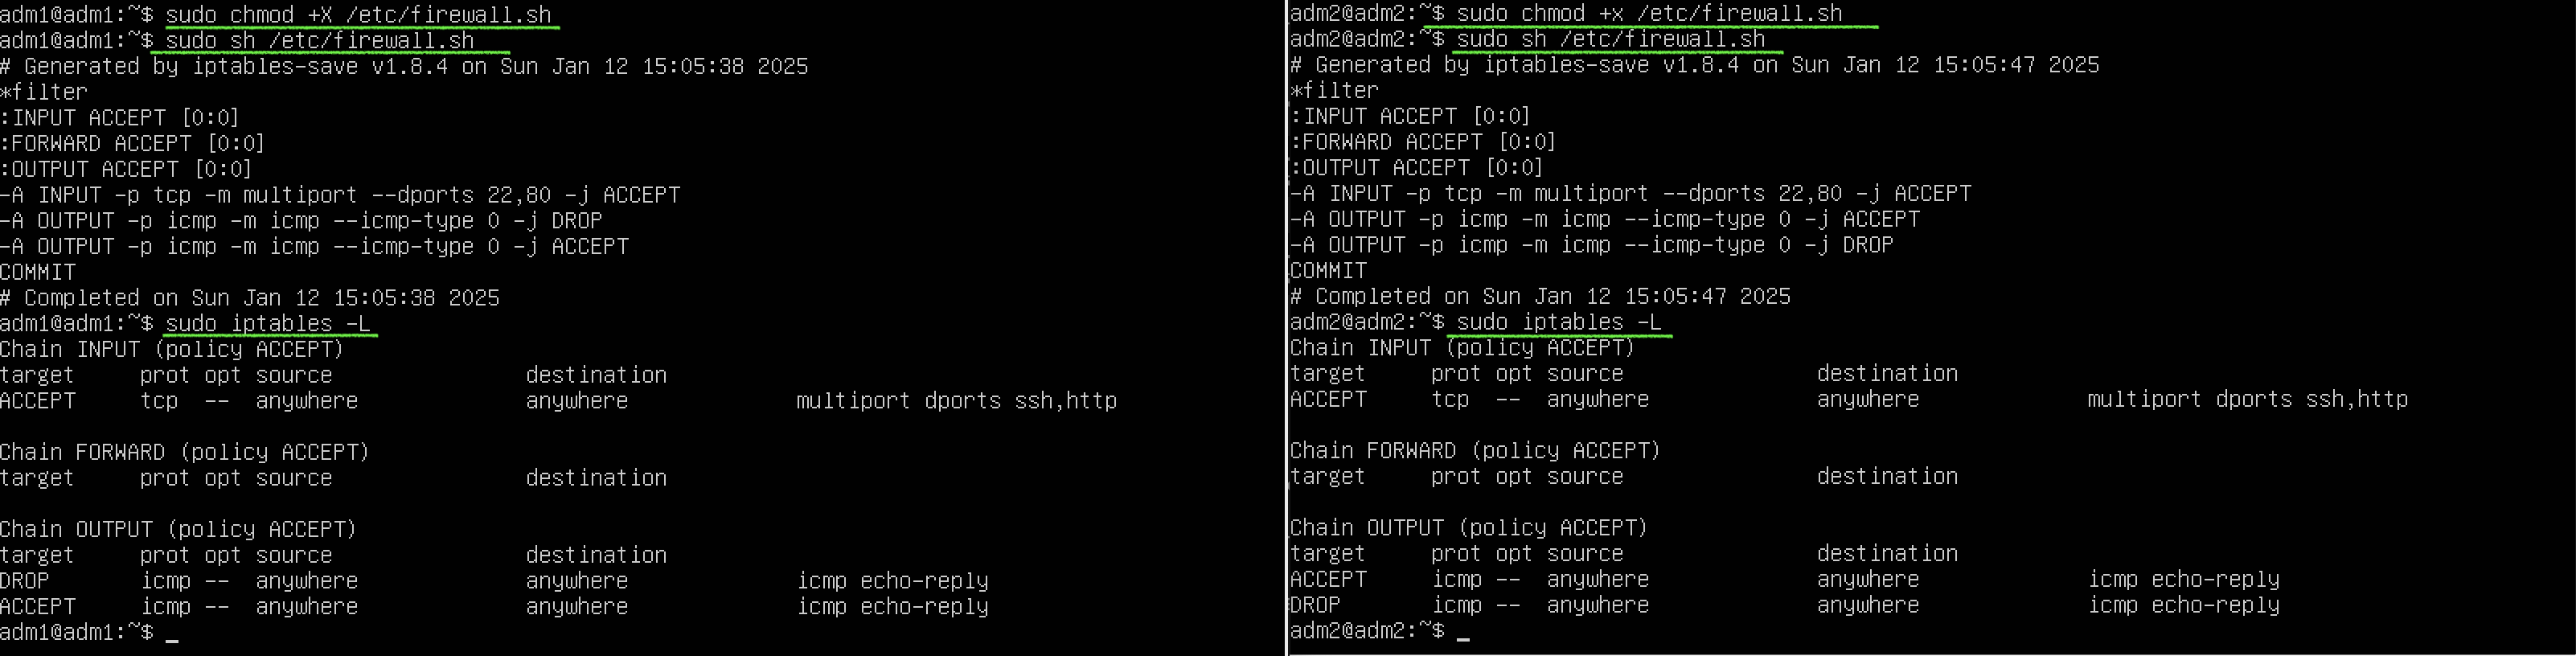 adm1@adm1:~$ sudo chmod +X /etc/firewall.sh
adm1@adm1:~$ sudo sh /etc/firewall.sh
# Generated by iptables-save v1.8.4 on Sun Jan 12 15:05:38 2025
*filter
:INPUT ACCEPT [0:0]
:FORWARD ACCEPT [0:0]
:OUTPUT ACCEPT [0:0]
-A INPUT -p tcp -m multiport --dports 22,80 -j ACCEPT
-A OUTPUT -p icmp -m icmp --icmp-type 0 -j DROP
-A OUTPUT -p icmp -m icmp --icmp-type 0 -j ACCEPT
COMMIT
# Completed on Sun Jan 12 15:05:38 2025
adm1@adm1:~$ sudo iptables -L
Chain INPUT (policy ACCEPT)
target     prot opt source               destination
ACCEPT     tcp  --  anywhere             anywhere             multiport dports ssh,http

Chain FORWARD (policy ACCEPT)
target     prot opt source               destination

Chain OUTPUT (policy ACCEPT)
target     prot opt source               destination
DROP       icmp --  anywhere             anywhere             icmp echo-reply
ACCEPT     icmp --  anywhere             anywhere             icmp echo-reply
adm1@adm1:~$ _
adm2@adm2:~$ sudo chmod +x /etc/firewall.sh
adm2@adm2:~$ sudo sh /etc/firewall.sh
# Generated by iptables-save v1.8.4 on Sun Jan 12 15:05:47 2025
*filter
:INPUT ACCEPT [0:0]
:FORWARD ACCEPT [0:0]
:OUTPUT ACCEPT [0:0]
-A INPUT -p tcp -m multiport --dports 22,80 -j ACCEPT
-A OUTPUT -p icmp -m icmp --icmp-type 0 -j ACCEPT
-A OUTPUT -p icmp -m icmp --icmp-type 0 -j DROP
COMMIT
# Completed on Sun Jan 12 15:05:47 2025
adm2@adm2:~$ sudo iptables -L
Chain INPUT (policy ACCEPT)
target     prot opt source               destination
ACCEPT     tcp  --  anywhere             anywhere             multiport dports ssh,http

Chain FORWARD (policy ACCEPT)
target     prot opt source               destination

Chain OUTPUT (policy ACCEPT)
target     prot opt source               destination
ACCEPT     icmp --  anywhere             anywhere             icmp echo-reply
DROP       icmp --  anywhere             anywhere             icmp echo-reply
adm2@adm2:~$ _